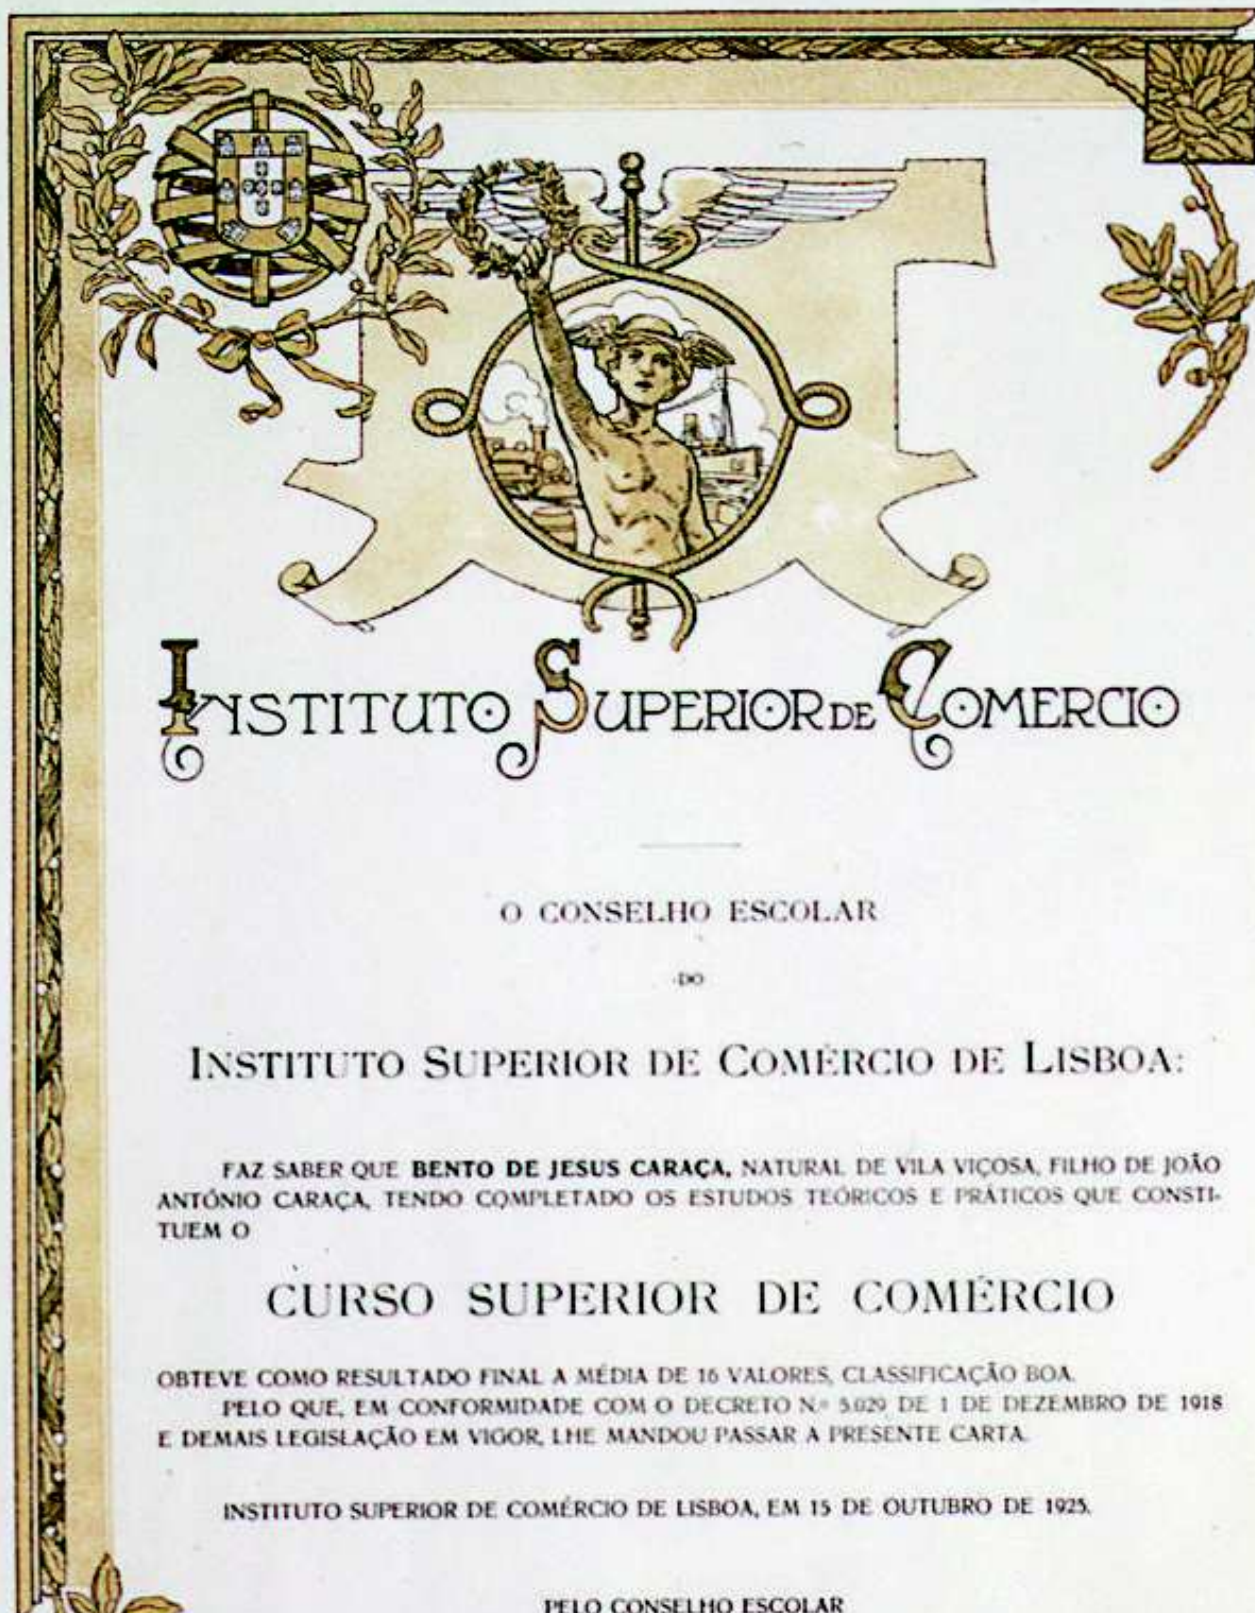 INSTITUTO SUPERIOR DE COMERCIO
O CONSELHO ESCOLAR
DO
INSTITUTO SUPERIOR DE COMÉRCIO DE LISBOA:
FAZ SABER QUE BENTO DE JESUS CARAÇA, NATURAL DE VILA VIÇOSA, FILHO DE JOÃO
ANTÓNIO CARAÇA, TENDO COMPLETADO OS ESTUDOS TEÓRICOS E PRÁTICOS QUE CONSTI-
TUEM O
CURSO SUPERIOR DE COMÉRCIO
OBTEVE COMO RESULTADO FINAL A MÉDIA DE 16 VALORES, CLASSIFICAÇÃO BOA.
PELO QUE, EM CONFORMIDADE COM O DECRETO N.º 5.029 DE 1 DE DEZEMBRO DE 1918
E DEMAIS LEGISLAÇÃO EM VIGOR, LHE MANDOU PASSAR A PRESENTE CARTA.
INSTITUTO SUPERIOR DE COMÉRCIO DE LISBOA, EM 15 DE OUTUBRO DE 1925.
PELO CONSELHO ESCOLAR